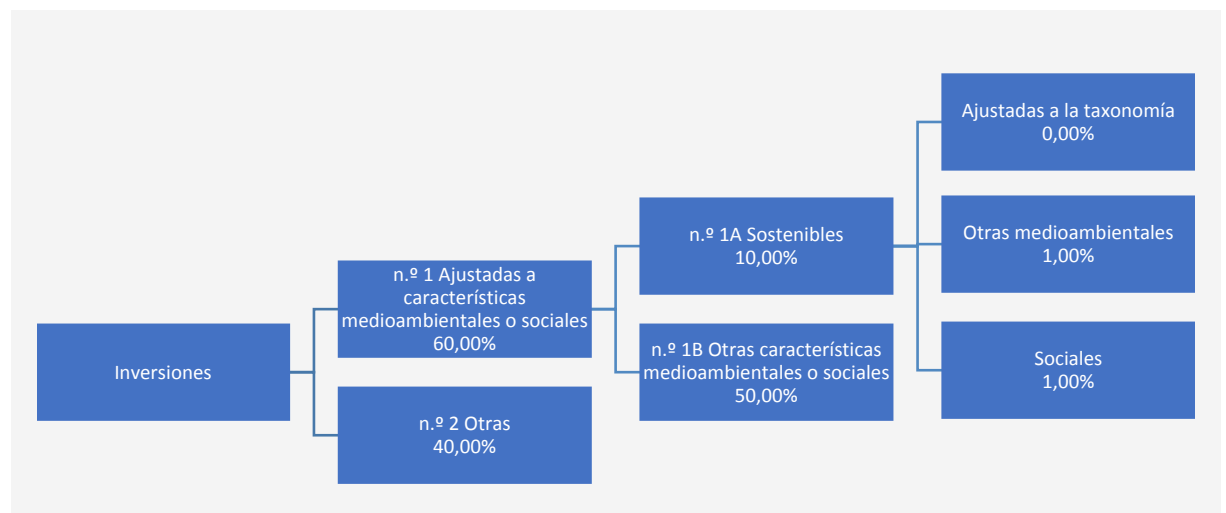 Inversiones
n.º 1 Ajustadas a
características
medioambientales o sociales
60,00%
n.º 2 Otras
40,00%
n.º 1A Sostenibles
10,00%
n.º 1B Otras características
medioambientales o sociales
50,00%
Ajustadas a la taxonomía
0,00%
Otras medioambientales
1,00%
Sociales
1,00%